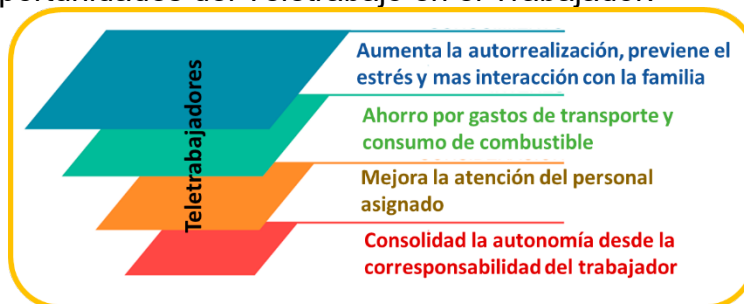 Teletrabajadores
Aumenta la autorrealización, previene el
estrés y mas interacción con la familia
Ahorro por gastos de transporte y
consumo de combustible
Mejora la atención del personal
asignado
Consolidad la autonomía desde la
corresponsabilidad del trabajador